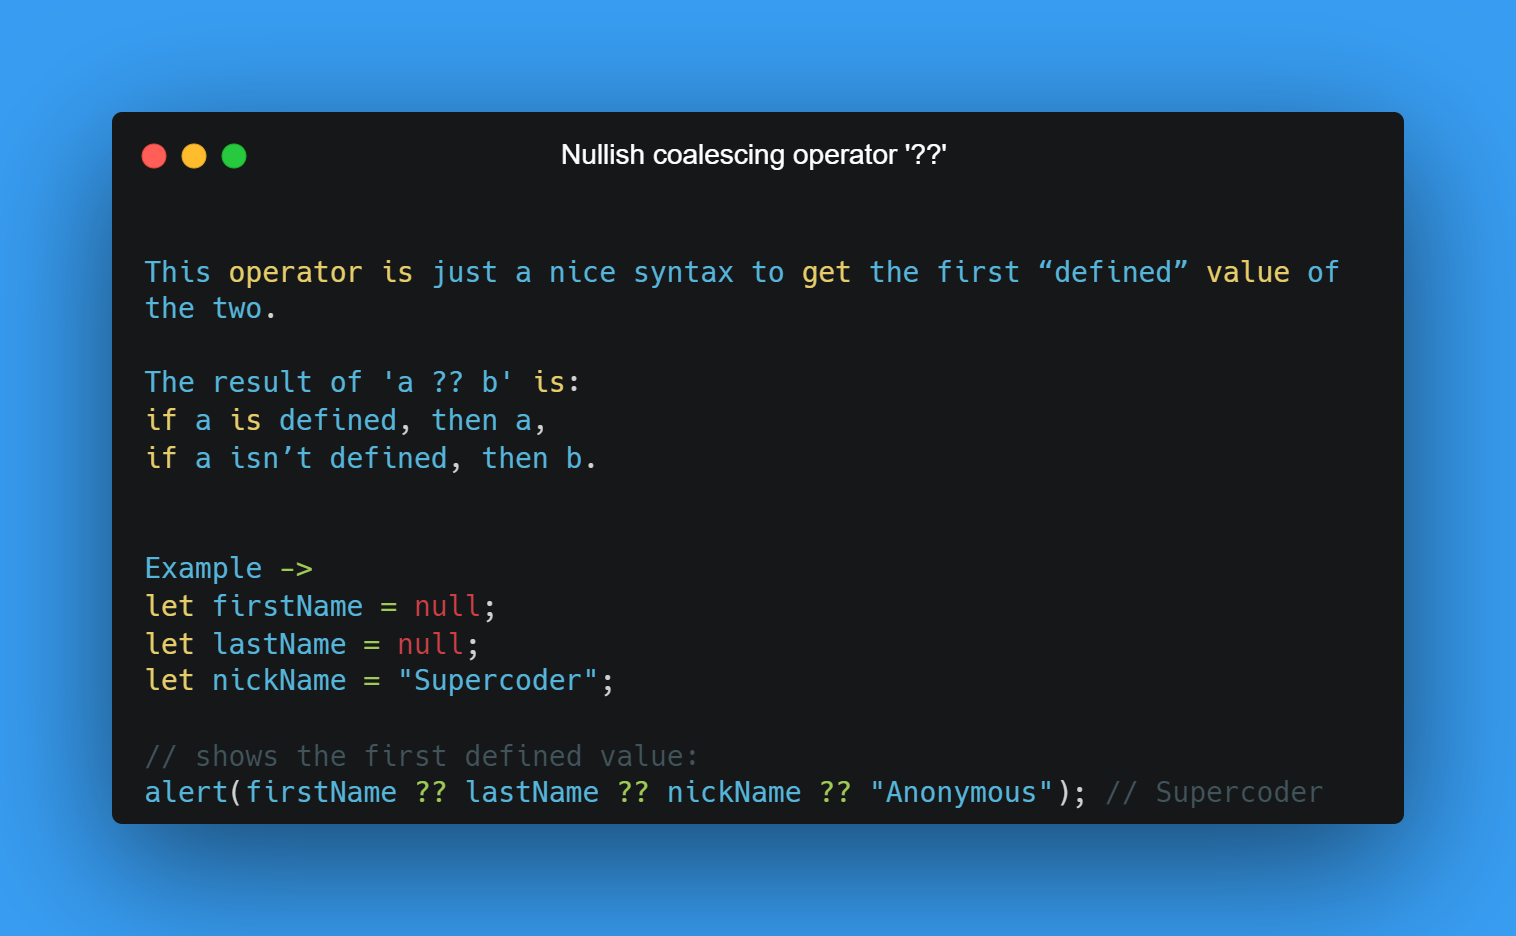 Nullish coalescing operator '??'
This operator is just a nice syntax to get the first “defined” value of
the two.
The result of 'a ?? b' is:
if a is defined, then a,
if a isn’t defined, then b.
Example ->
let firstName = null;
let lastName = null;
let nickName = "Supercoder";
// shows the first defined value:
alert(firstName ?? lastName ?? nickName ?? "Anonymous"); // Supercoder